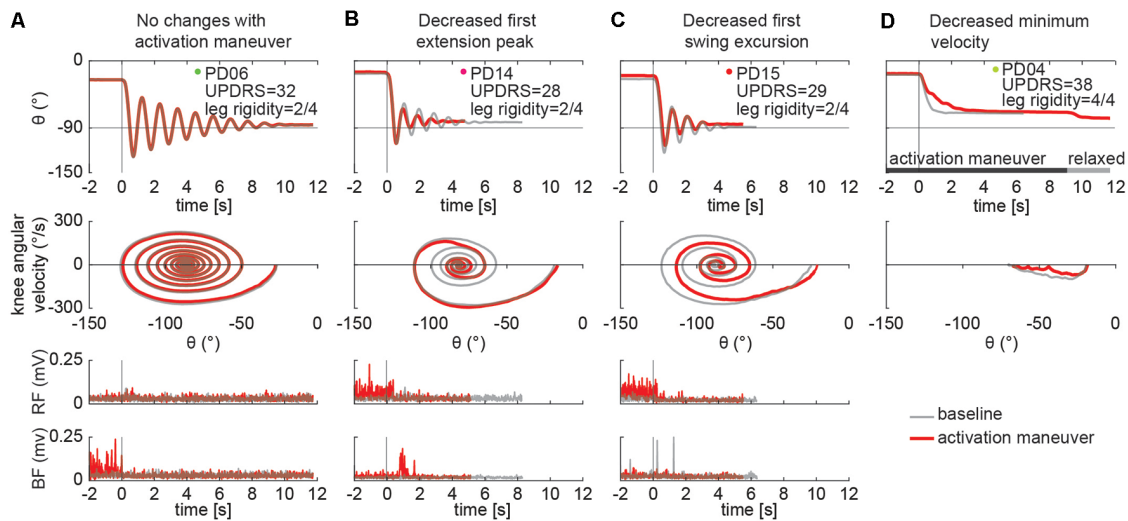 A
No changes with
activation maneuver
B
Decreased first
extension peak
C
Decreased first
swing excursion
D
Decreased minimum
velocity
θ (°)
0
-90
-150
PD06
UPDRS=32
leg rigidity=2/4
PD14
UPDRS=28
leg rigidity=2/4
PD15
UPDRS=29
leg rigidity=2/4
PD04
UPDRS=38
leg rigidity=4/4
activation maneuver
relaxed
-2 0 2 4 6 8 10 12
-2 0 2 4 6 8 10 12
-2 0 2 4 6 8 10 12
-2 0 2 4 6 8 10 12
time [s]
time [s]
time [s]
time [s]
knee angular
velocity (°/s)
300
0
-300
-150 -100 -50 0
-150 -100 -50 0
-150 -100 -50 0
-150 -100 -50 0
θ (°)
θ (°)
θ (°)
θ (°)
RF (mV)
0.25
0
BF (mv)
0.25
0
-2 0 2 4 6 8 10 12
-2 0 2 4 6 8 10 12
-2 0 2 4 6 8 10 12
time [s]
time [s]
time [s]
baseline
activation maneuver